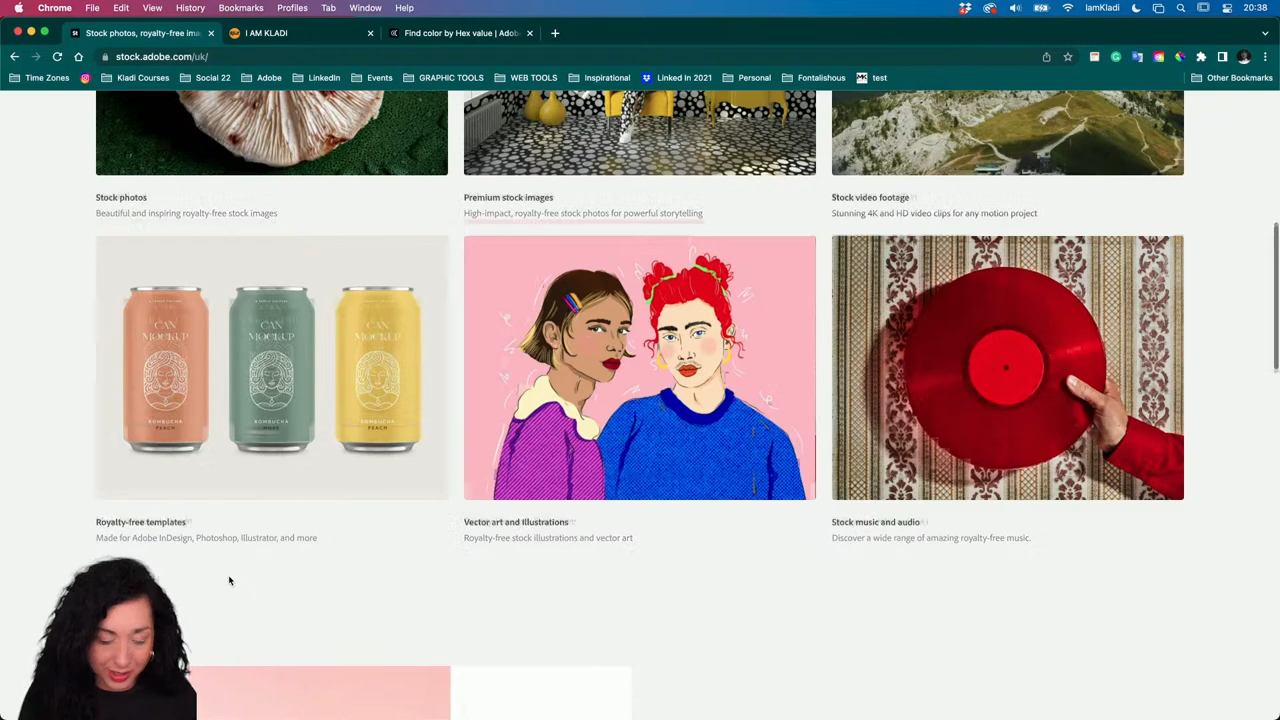 Chrome File Edit View History Bookmarks Profiles Tab Window Help IamKladi 20:38
Stock photos, royalty-free ima I AM KLADI Find color by Hex value | Adob
stock.adobe.com/uk/
Time Zones Kladi Courses Social 22 Adobe LinkedIn Events GRAPHIC TOOLS WEB TOOLS Inspirational Linked In 2021 Personal Fontalishous test Other Bookmarks
Stock photos Premium stock images Stock video footage
Beautiful and inspiring royalty-free stock images High-impact, royalty-free stock photos for powerful storytelling Stunning 4K and HD video clips for any motion project
CAN CAN CAN
MOCKUP MOCKUP MOCKUP
KOMBUCHA KOMBUCHA KOMBUCHA
PEACH PEACH
Royalty-free templates Vector art and Illustrations Stock music and audio
Made for Adobe InDesign, Photoshop, Illustrator, and more Royalty-free stock illustrations and vector art Discover a wide range of amazing royalty-free music.